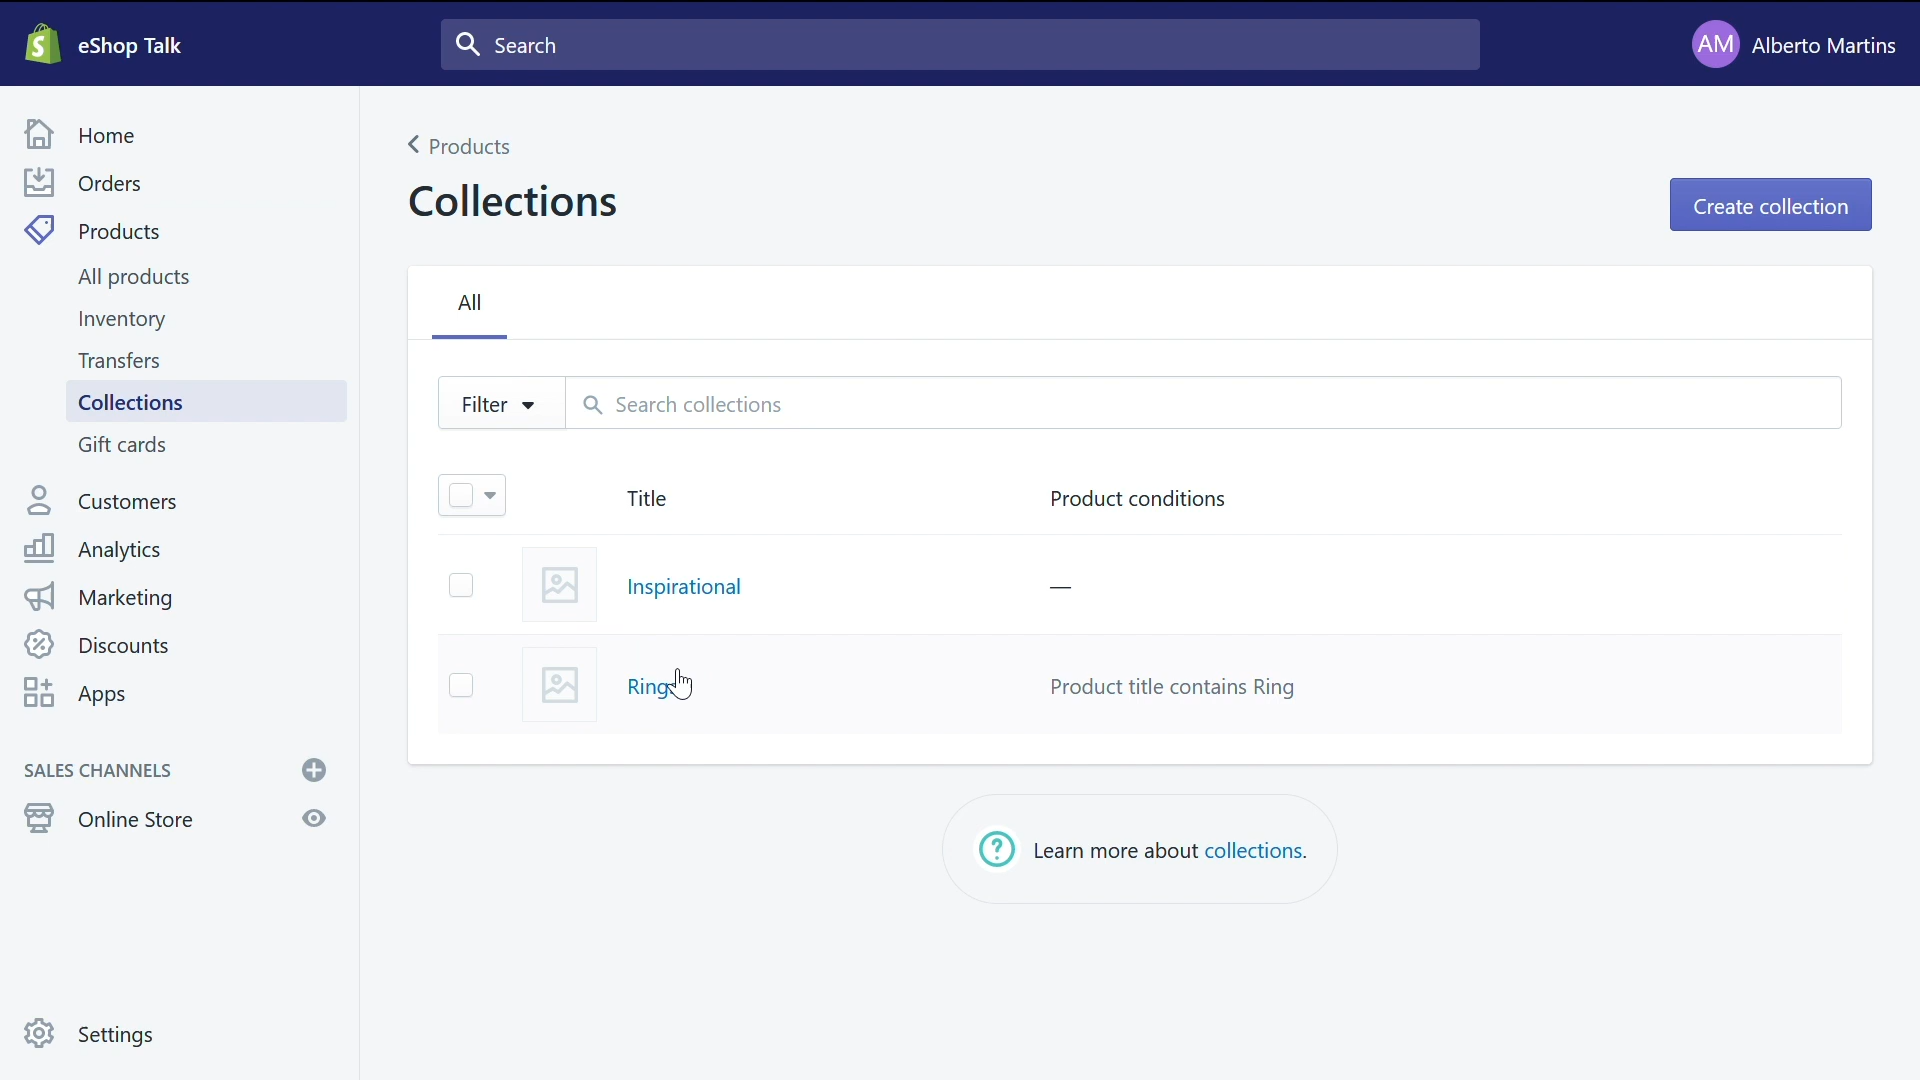 eShop Talk
Search
AM Alberto Martins
Home
Orders
Products
All products
Inventory
Transfers
Collections
Gift cards
Customers
Analytics
Marketing
Discounts
Apps
SALES CHANNELS
Online Store
Settings
Products
Collections
Create collection
All
Filter
Search collections
Title Product conditions
Inspirational —
Ring Product title contains Ring
Learn more about collections.